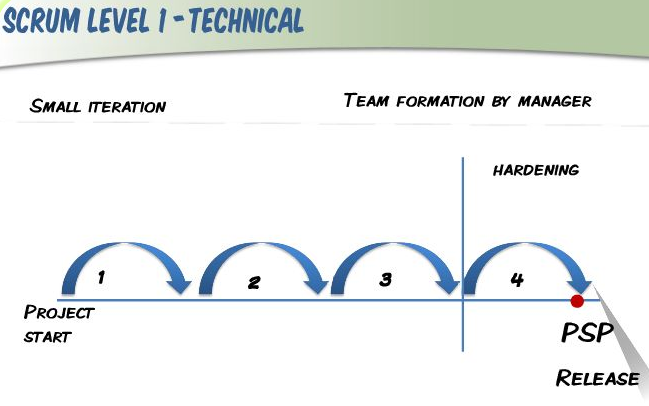 SCRUM LEVEL 1 - TECHNICAL
SMALL ITERATION
TEAM FORMATION BY MANAGER
HARDENING
1 2 3 4
PROJECT
START
PSP
RELEASE